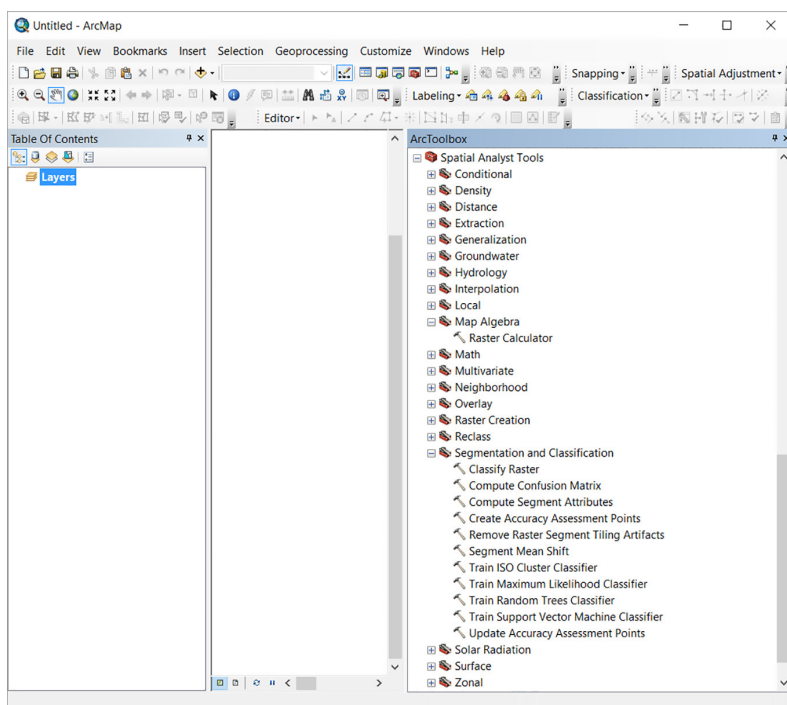 Untitled - ArcMap
File Edit View Bookmarks Insert Selection Geoprocessing Customize Windows Help
Snapping Spatial Adjustment
Labeling Classification
Editor
Table Of Contents
ArcToolbox
Layers
Spatial Analyst Tools
Conditional
Density
Distance
Extraction
Generalization
Groundwater
Hydrology
Interpolation
Local
Map Algebra
Raster Calculator
Math
Multivariate
Neighborhood
Overlay
Raster Creation
Reclass
Segmentation and Classification
Classify Raster
Compute Confusion Matrix
Compute Segment Attributes
Create Accuracy Assessment Points
Remove Raster Segment Tiling Artifacts
Segment Mean Shift
Train ISO Cluster Classifier
Train Maximum Likelihood Classifier
Train Random Trees Classifier
Train Support Vector Machine Classifier
Update Accuracy Assessment Points
Solar Radiation
Surface
Zonal